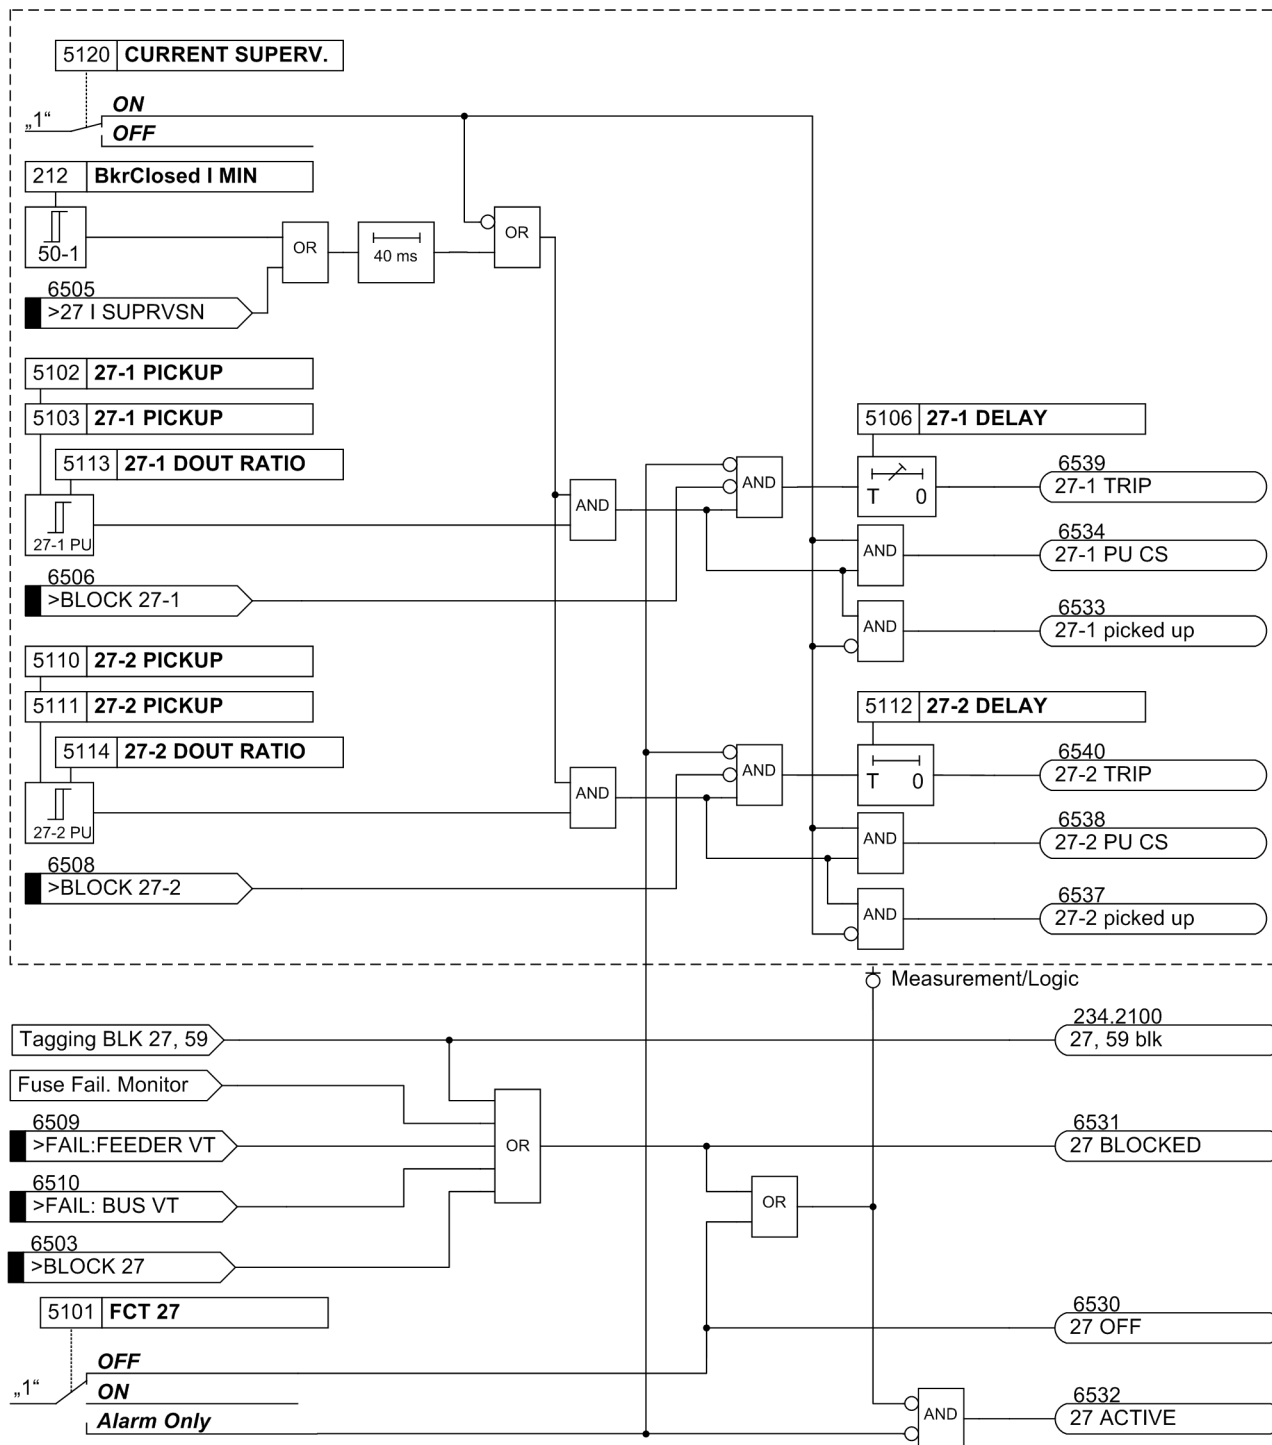 5120 CURRENT SUPERV.
ON
„1“
OFF
212 BkrClosed I MIN
50-1
OR
40 ms
OR
6505
>27 I SUPRVSN
5102 27-1 PICKUP
5103 27-1 PICKUP
5113 27-1 DOUT RATIO
27-1 PU
AND
AND
5106 27-1 DELAY
T 0
6539
27-1 TRIP
AND
6534
27-1 PU CS
6506
>BLOCK 27-1
AND
6533
27-1 picked up
5110 27-2 PICKUP
5111 27-2 PICKUP
5114 27-2 DOUT RATIO
27-2 PU
AND
AND
5112 27-2 DELAY
T 0
6540
27-2 TRIP
AND
6538
27-2 PU CS
6508
>BLOCK 27-2
AND
6537
27-2 picked up
Measurement/Logic
Tagging BLK 27, 59
234.2100
27, 59 blk
Fuse Fail. Monitor
6509
>FAIL:FEEDER VT
OR
6531
27 BLOCKED
6510
>FAIL: BUS VT
OR
6503
>BLOCK 27
5101 FCT 27
6530
27 OFF
OFF
„1“
ON
Alarm Only
AND
6532
27 ACTIVE